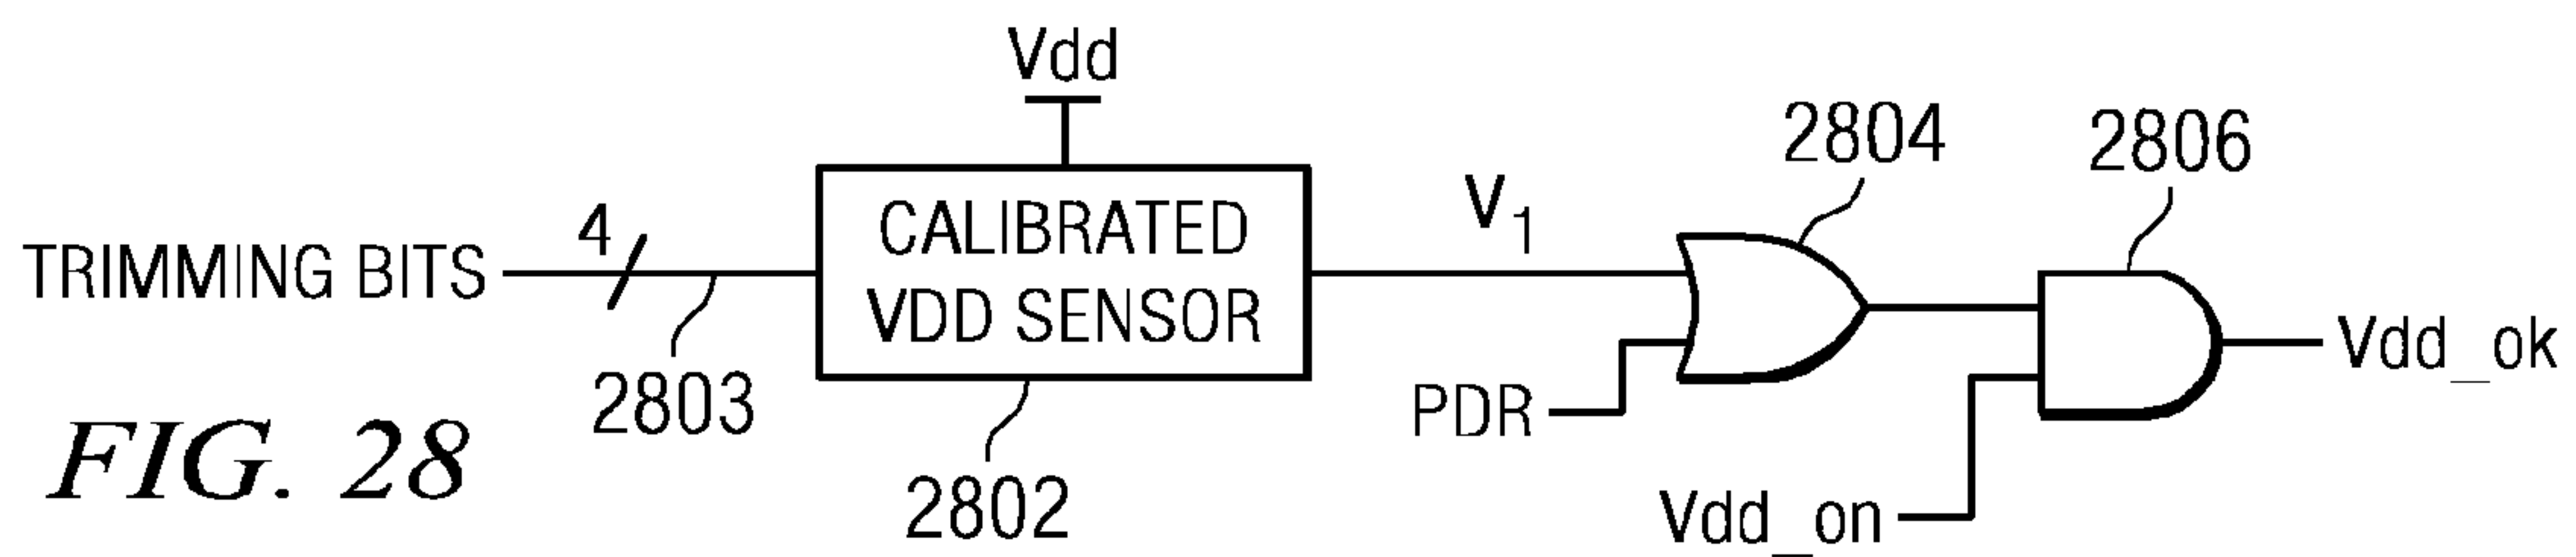 Vdd
2804
2806
4
TRIMMING BITS
CALIBRATED
VDD SENSOR
V1
2803
PDR
Vdd_ok
FIG. 28
2802
Vdd_on